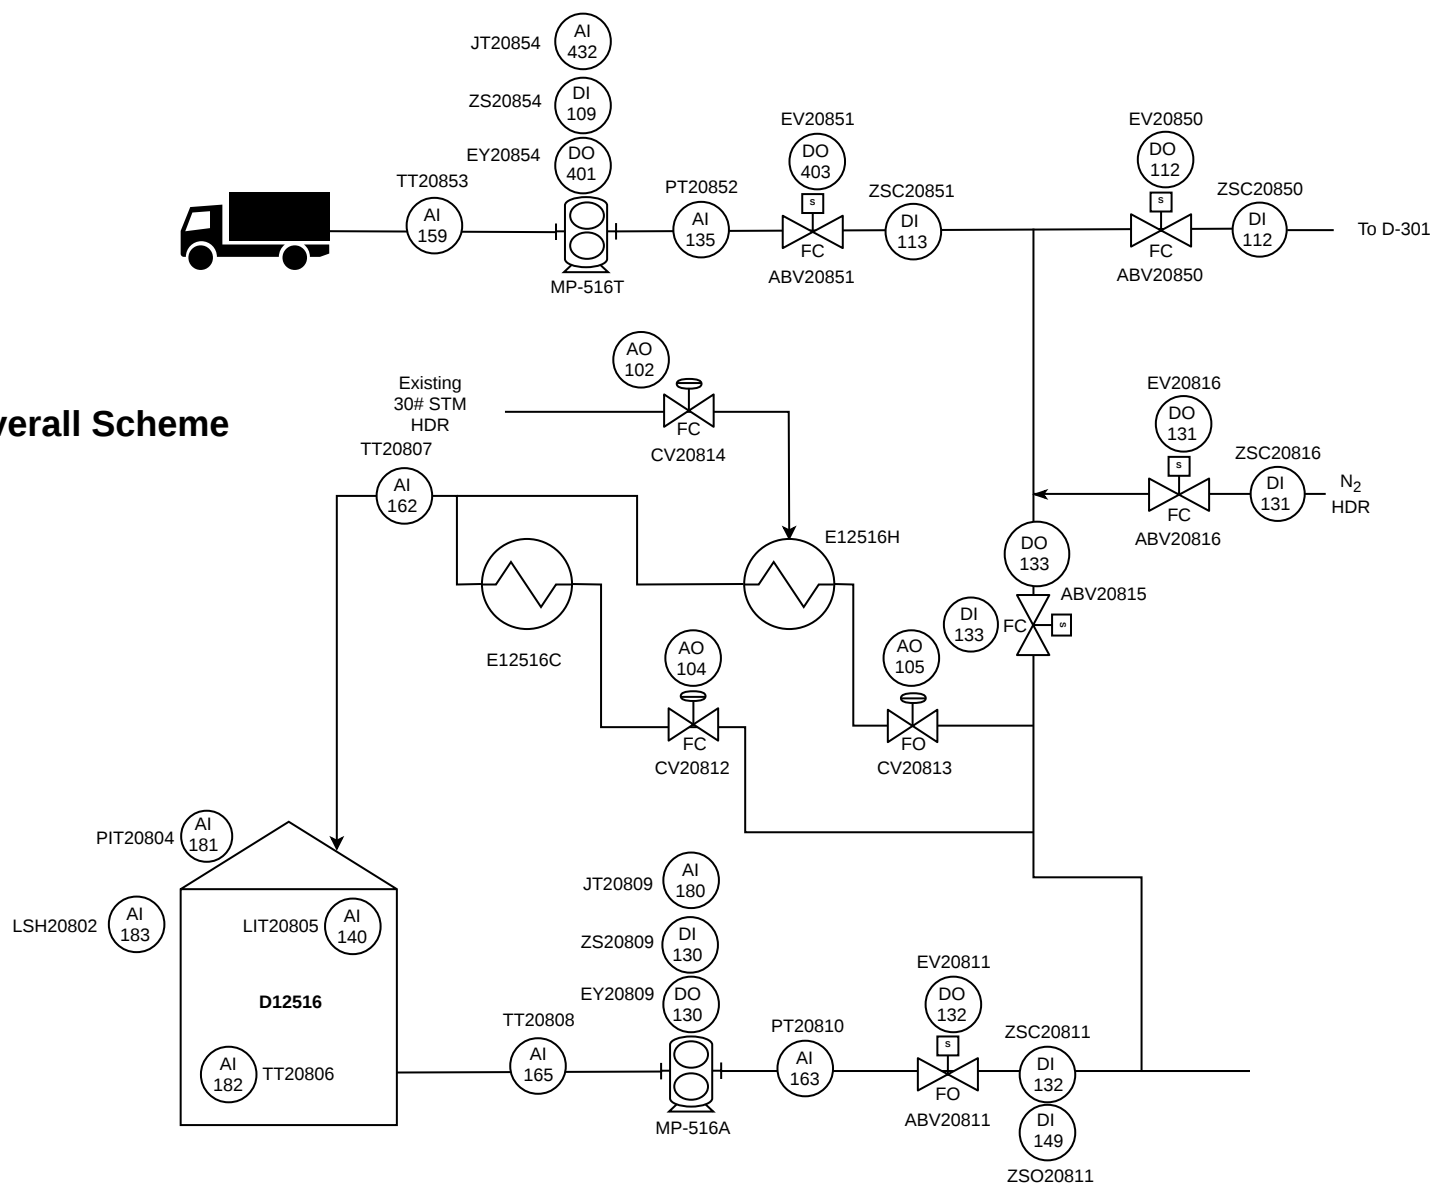 JT20854
AI
432
ZS20854
DI
109
EY20854
DO
401
TT20853
AI
159
MP-516T
PT20852
AI
135
EV20851
DO
403
S
FC
ABV20851
ZSC20851
DI
113
EV20850
DO
112
S
FC
ABV20850
ZSC20850
DI
112
To D-301
AO
102
FC
CV20814
Existing
30# STM
HDR
verall Scheme
TT20807
AI
162
EV20816
DO
131
S
FC
ABV20816
ZSC20816
DI
131
N2
HDR
E12516H
E12516C
DO
133
ABV20815
DI
133
FC
S
AO
104
FC
CV20812
AO
105
FO
CV20813
PIT20804
AI
181
LSH20802
AI
183
LIT20805
AI
140
D12516
AI
182
TT20806
JT20809
AI
180
ZS20809
DI
130
EY20809
DO
130
TT20808
AI
165
MP-516A
PT20810
AI
163
EV20811
DO
132
S
FO
ABV20811
ZSC20811
DI
132
DI
149
ZSO20811